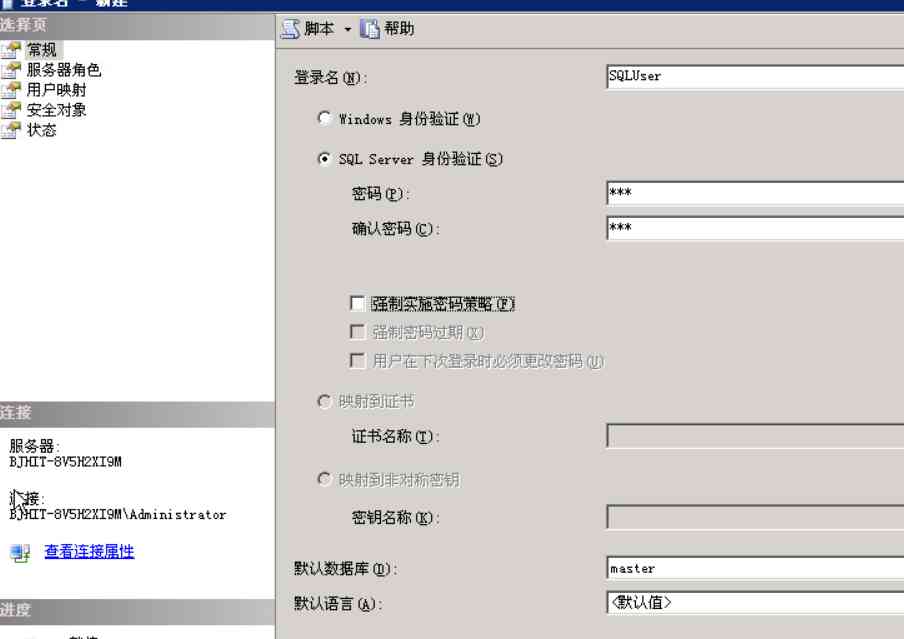 登录名 - 新建
选择页
常规
服务器角色
用户映射
安全对象
状态
连接
服务器:
BJHIT-8V5H2XI9M
连接:
BJHIT-8V5H2XI9M\Administrator
查看连接属性
进度
脚本 帮助
登录名(N): SQLUser
Windows 身份验证(W)
SQL Server 身份验证(S)
密码(P): ***
确认密码(C): ***
强制实施密码策略(F)
强制密码过期(X)
用户在下次登录时必须更改密码(U)
映射到证书
证书名称(T):
映射到非对称密钥
密钥名称(K):
默认数据库(D): master
默认语言(A): <默认值>